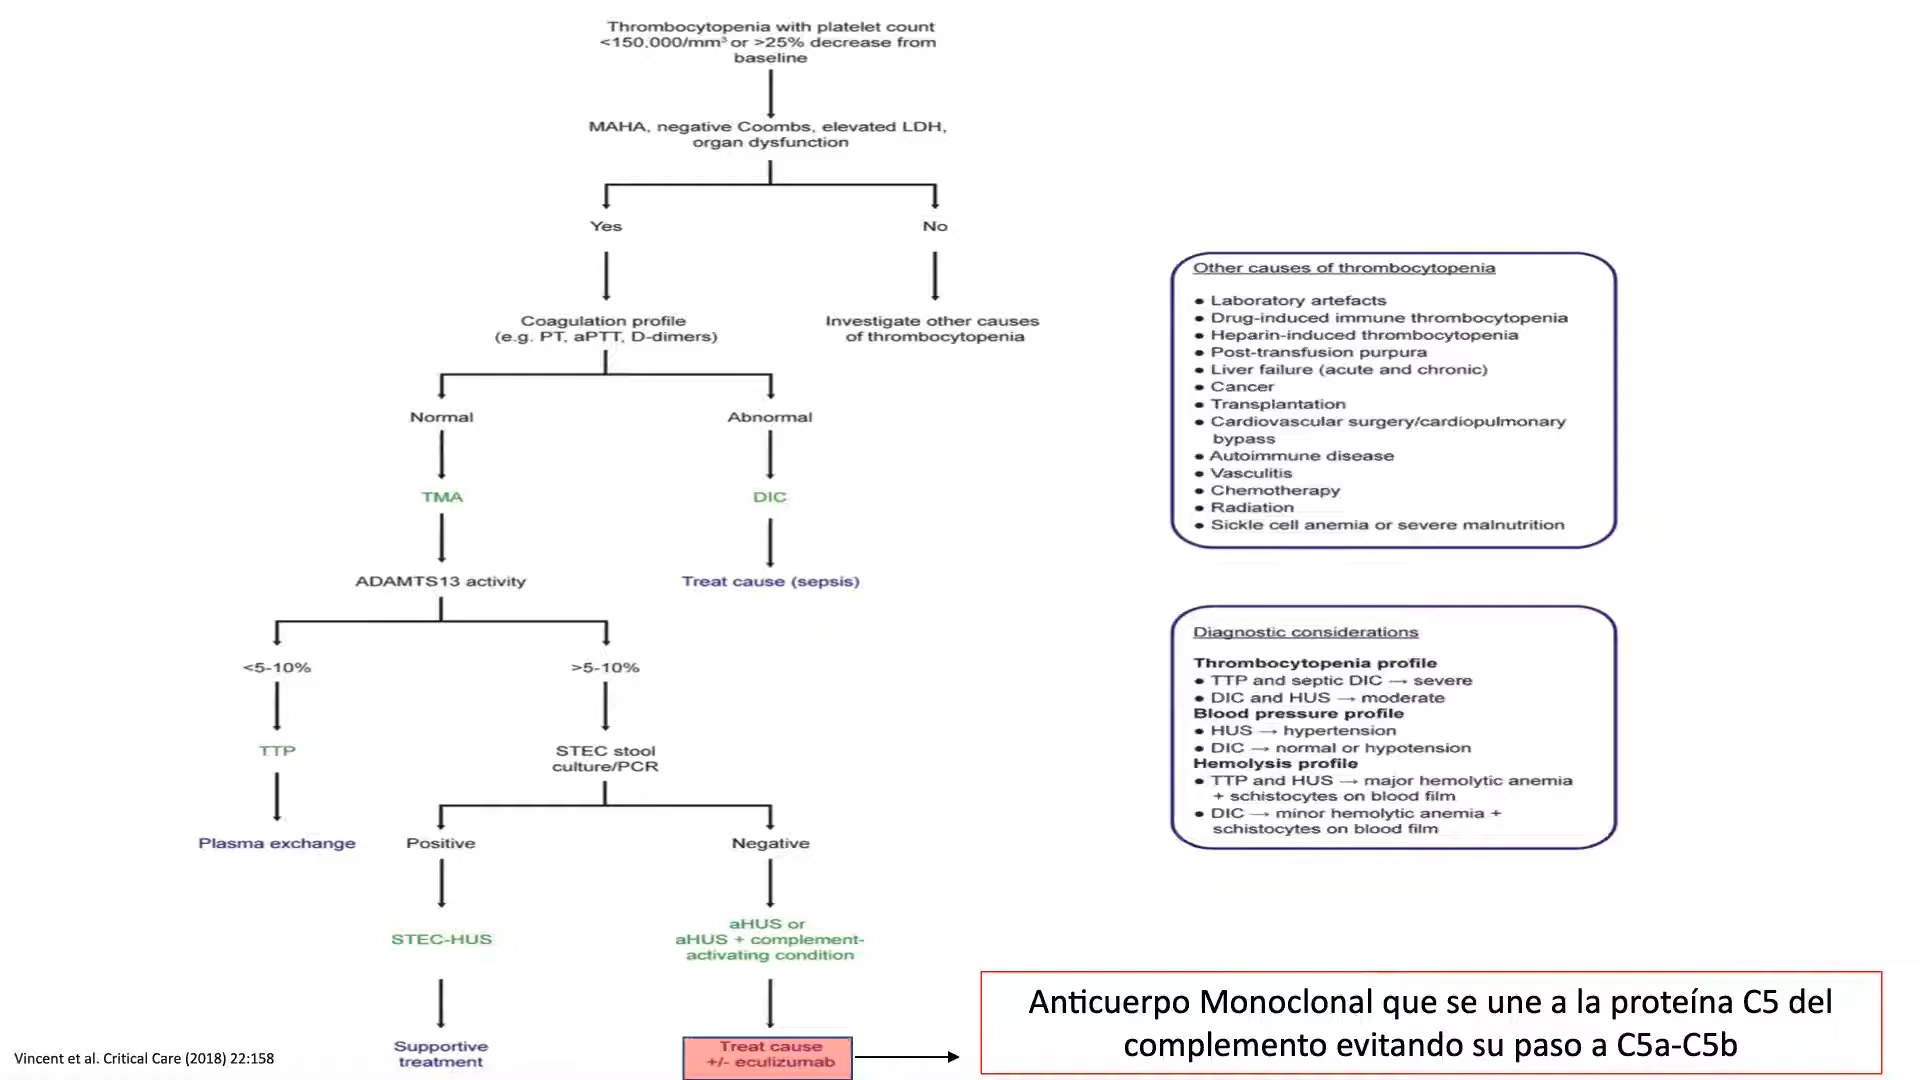 Thrombocytopenia with platelet count
<150,000/mm³ or >25% decrease from
baseline
MAHA, negative Coombs, elevated LDH,
organ dysfunction
Yes
No
Coagulation profile
(e.g. PT, aPTT, D-dimers)
Investigate other causes
of thrombocytopenia
Normal
Abnormal
TMA
DIC
ADAMTS13 activity
Treat cause (sepsis)
<5-10%
>5-10%
TTP
STEC stool
culture/PCR
Plasma exchange
Positive
Negative
STEC-HUS
aHUS or
aHUS + complement-
activating condition
Supportive
treatment
Treat cause
+/- eculizumab
Other causes of thrombocytopenia
• Laboratory artefacts
• Drug-induced immune thrombocytopenia
• Heparin-induced thrombocytopenia
• Post-transfusion purpura
• Liver failure (acute and chronic)
• Cancer
• Transplantation
• Cardiovascular surgery/cardiopulmonary
bypass
• Autoimmune disease
• Vasculitis
• Chemotherapy
• Radiation
• Sickle cell anemia or severe malnutrition
Diagnostic considerations
Thrombocytopenia profile
• TTP and septic DIC → severe
• DIC and HUS → moderate
Blood pressure profile
• HUS → hypertension
• DIC → normal or hypotension
Hemolysis profile
• TTP and HUS → major hemolytic anemia
+ schistocytes on blood film
• DIC → minor hemolytic anemia +
schistocytes on blood film
Anticuerpo Monoclonal que se une a la proteína C5 del
complemento evitando su paso a C5a-C5b
Vincent et al. Critical Care (2018) 22:158